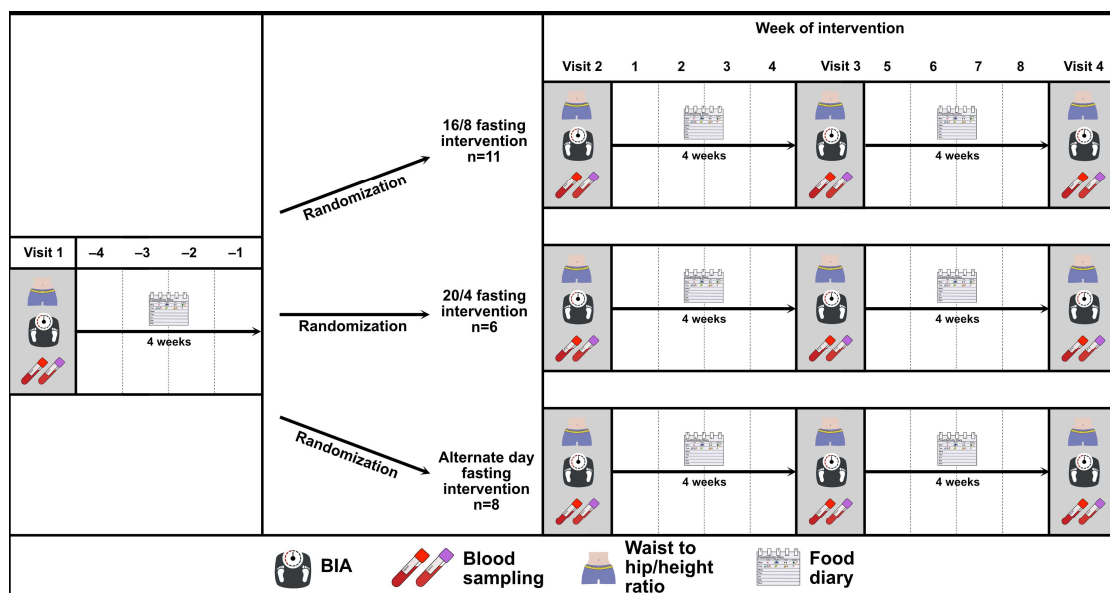 Week of intervention
Visit 2 1 2 3 4 Visit 3 5 6 7 8 Visit 4
16/8 fasting
intervention
n=11
Randomization
4 weeks 4 weeks
Visit 1 –4 –3 –2 –1
4 weeks
20/4 fasting
intervention
n=6
Randomization
4 weeks 4 weeks
Randomization
Alternate day
fasting
intervention
n=8
4 weeks 4 weeks
BIA
Blood
sampling
Waist to
hip/height
ratio
Food
diary